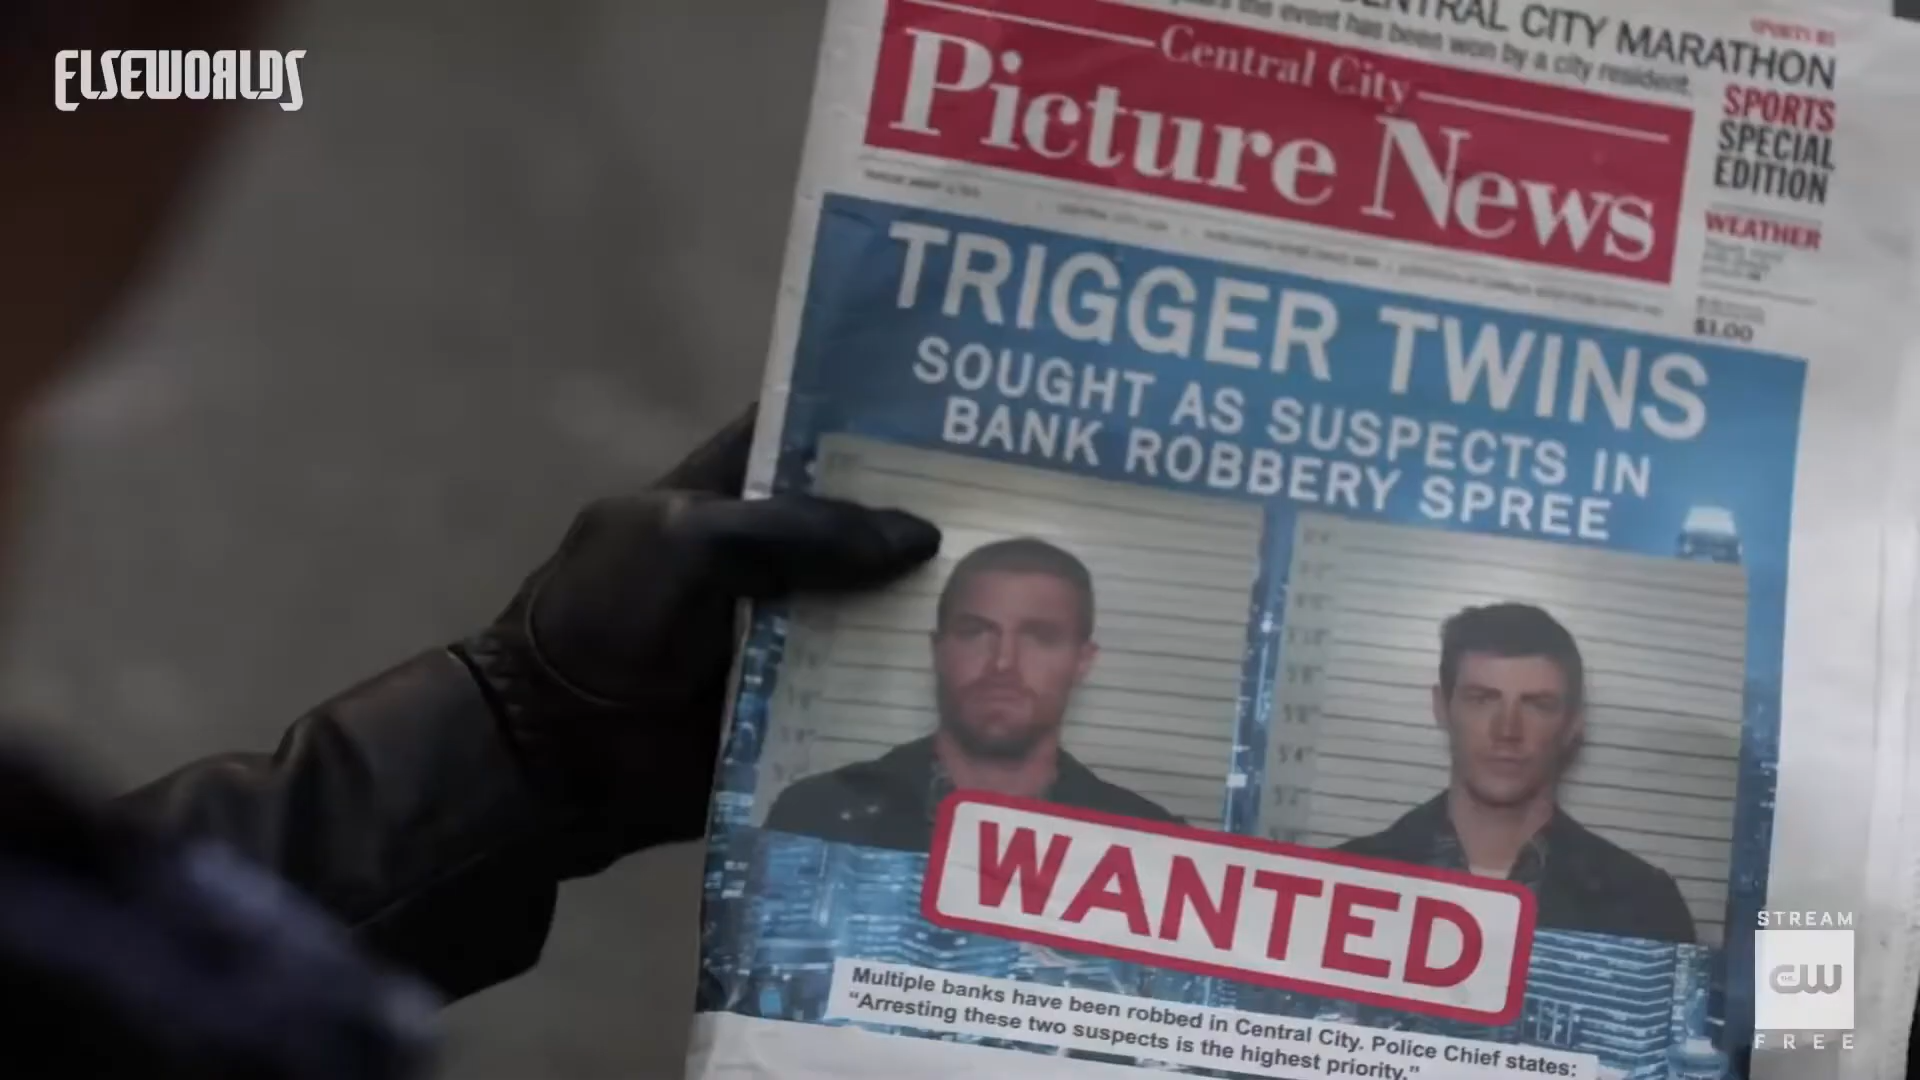 ELSEWORLDS
CENTRAL CITY MARATHON
the event has been won by a city resident.
SPORTS
SPECIAL
EDITION
WEATHER
$1.00
Central City
Picture News
TRIGGER TWINS
SOUGHT AS SUSPECTS IN
BANK ROBBERY SPREE
WANTED
Multiple banks have been robbed in Central City. Police Chief states:
“Arresting these two suspects is the highest priority.”
STREAM
THE CW
FREE